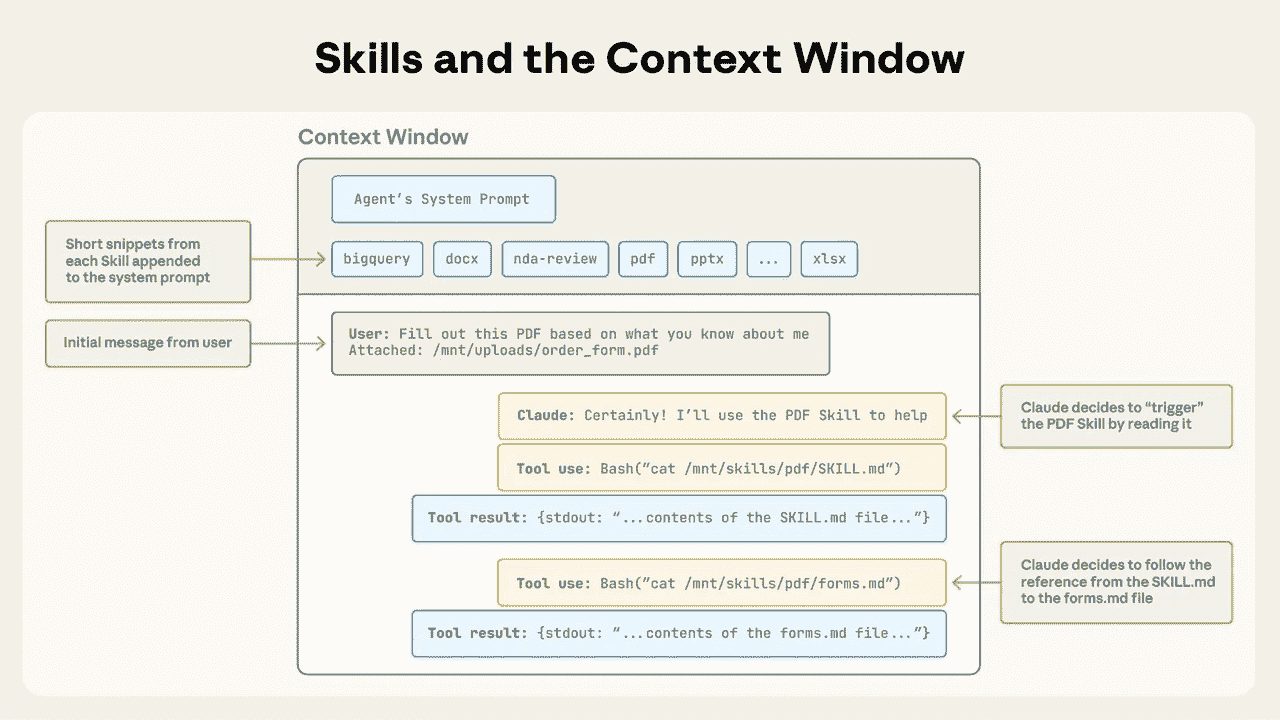 Skills and the Context Window
Context Window
Agent’s System Prompt
Short snippets from
each Skill appended
to the system prompt
bigquery
docx
nda-review
pdf
pptx
...
xlsx
Initial message from user
User: Fill out this PDF based on what you know about me
Attached: /mnt/uploads/order_form.pdf
Claude: Certainly! I’ll use the PDF Skill to help
Claude decides to “trigger”
the PDF Skill by reading it
Tool use: Bash(”cat /mnt/skills/pdf/SKILL.md”)
Tool result: {stdout: “...contents of the SKILL.md file...”}
Tool use: Bash(”cat /mnt/skills/pdf/forms.md”)
Claude decides to follow the
reference from the SKILL.md
to the forms.md file
Tool result: {stdout: “...contents of the forms.md file...”}